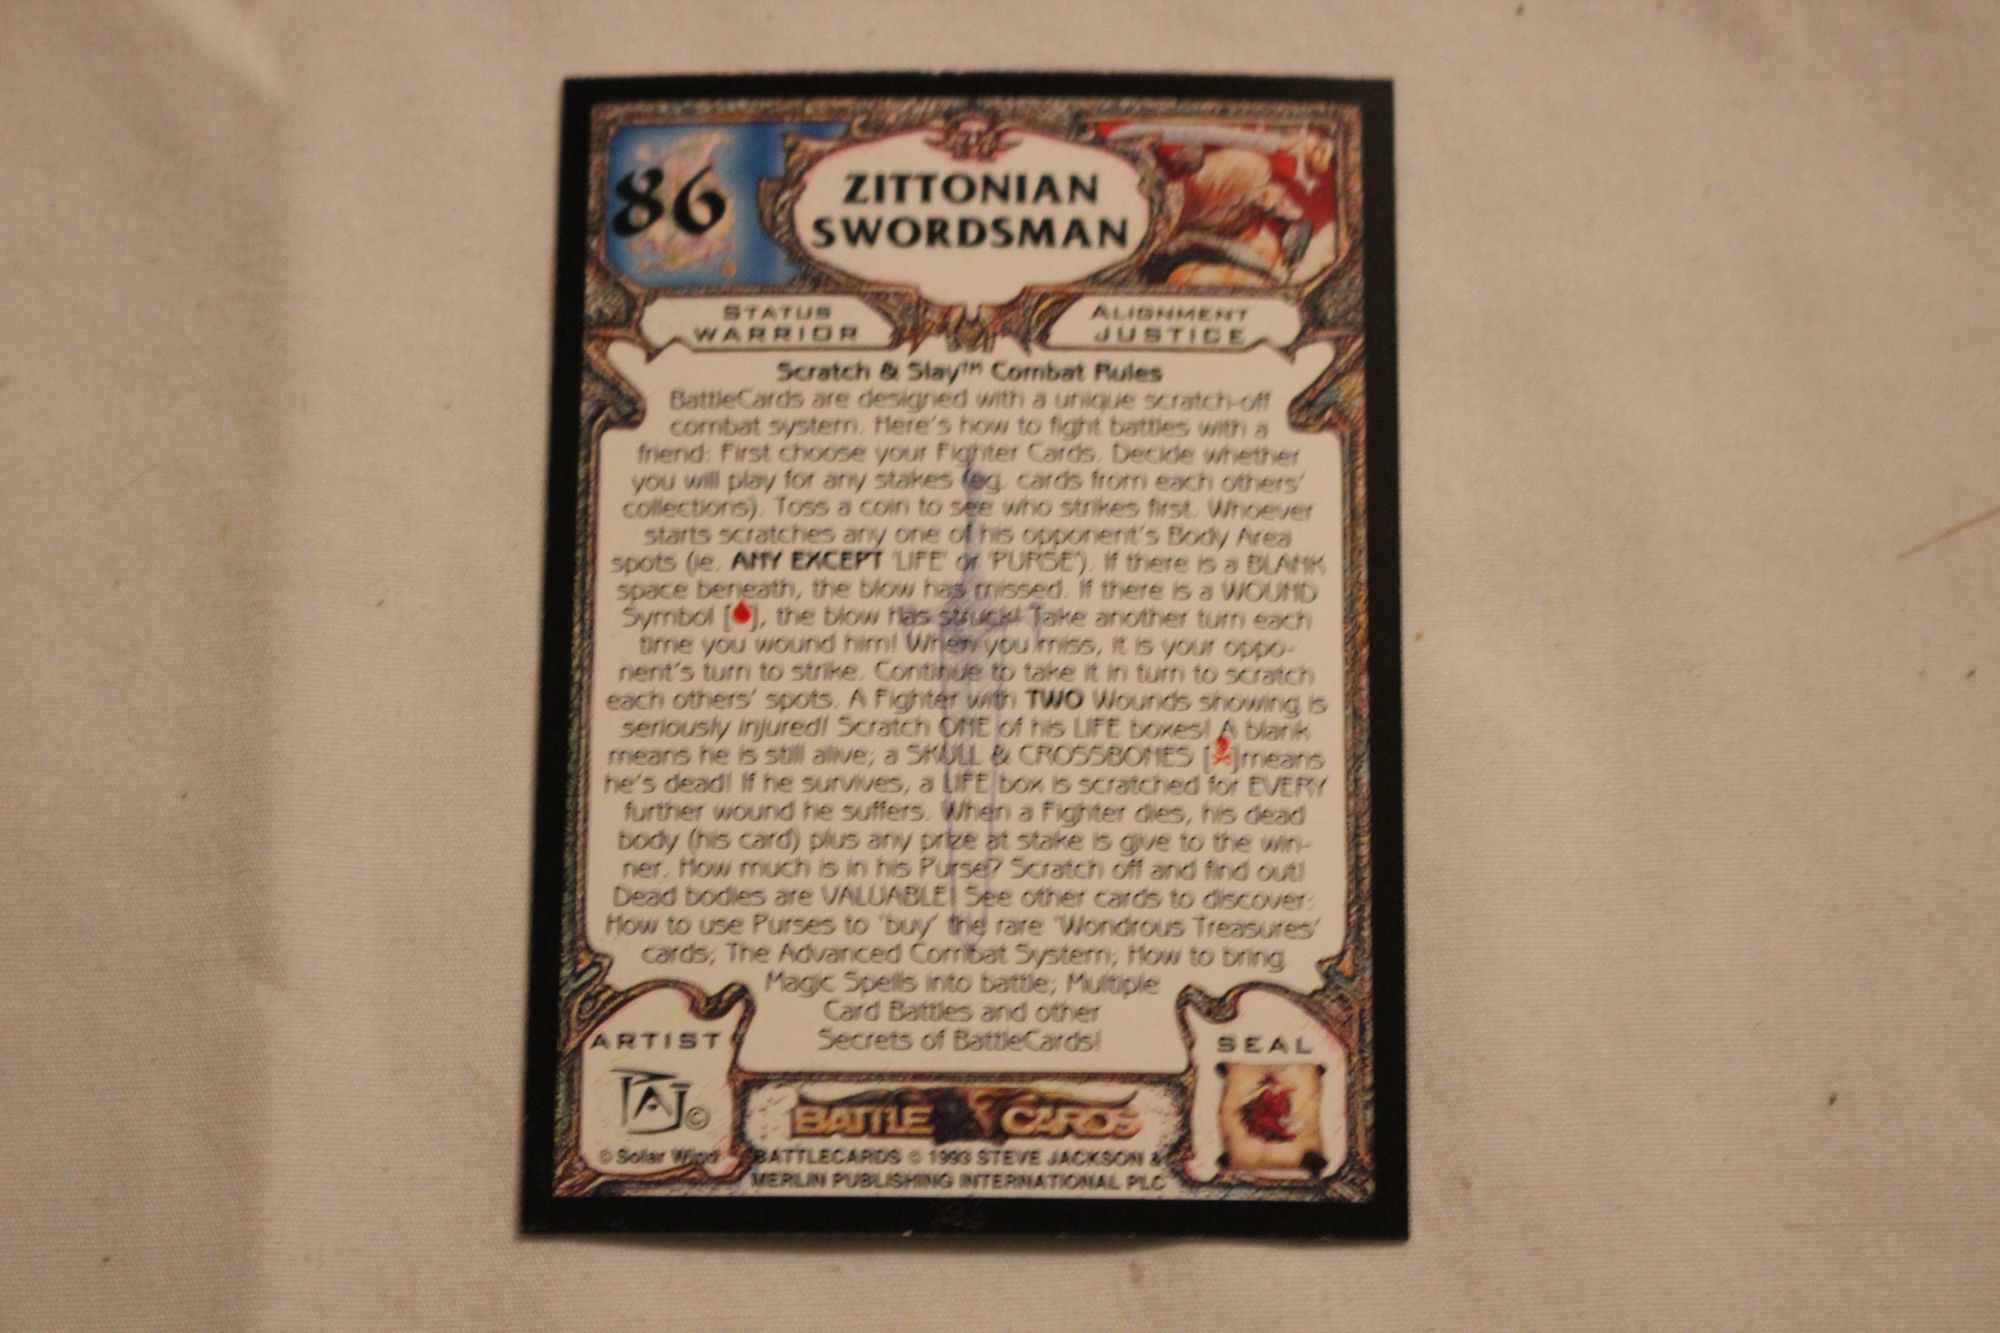 86
ZITTONIAN
SWORDSMAN
STATUS
WARRIOR
ALIGNMENT
JUSTICE
Scratch & Slay™ Combat Rules
BattleCards are designed with a unique scratch-off
combat system. Here's how to fight battles with a
friend: First choose your Fighter Cards. Decide whether
you will play for any stakes (eg. cards from each others'
collections). Toss a coin to see who strikes first. Whoever
starts scratches any one of his opponent's Body Area
spots (ie. ANY EXCEPT 'LIFE' or 'PURSE'). If there is a BLANK
space beneath, the blow has missed. If there is a WOUND
Symbol [ ], the blow has struck! Take another turn each
time you wound him! When you miss, it is your oppo-
nent's turn to strike. Continue to take it in turn to scratch
each others' spots. A Fighter with TWO Wounds showing is
seriously injured! Scratch ONE of his LIFE boxes! A blank
means he is still alive; a SKULL & CROSSBONES [ ]means
he's dead! If he survives, a LIFE box is scratched for EVERY
further wound he suffers. When a Fighter dies, his dead
body (his card) plus any prize at stake is give to the win-
ner. How much is in his Purse? Scratch off and find out!
Dead bodies are VALUABLE! See other cards to discover:
How to use Purses to 'buy' the rare 'Wondrous Treasures'
cards; The Advanced Combat System; How to bring
Magic Spells into battle; Multiple
Card Battles and other
Secrets of BattleCards!
ARTIST
SEAL
TAJ©
© Solar Wind
BATTLE CARDS
BATTLECARDS © 1993 STEVE JACKSON &
MERLIN PUBLISHING INTERNATIONAL PLC